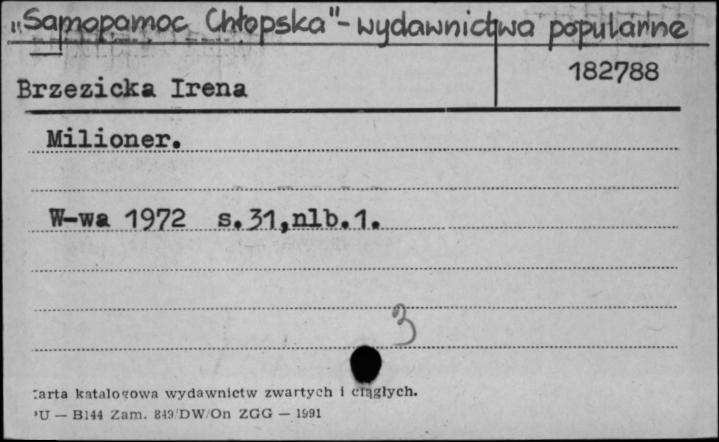 „Samopomoc Chłopska"- wydawnictwa popularne
182788
Brzezicka Irena
Milioner.
W-wa 1972 s.31,nlb.1.
3
Karta katalogowa wydawnictw zwartych i ciągłych.
PU — B144 Zam. 849/DW/On ZGG — 1991